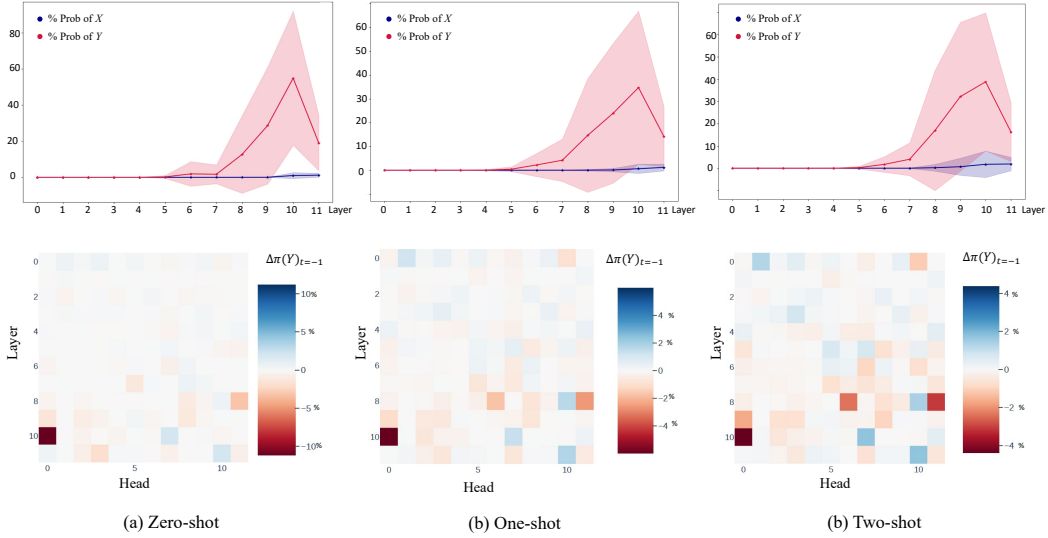 % Prob of X
% Prob of Y
80
60
40
20
0
0 1 2 3 4 5 6 7 8 9 10 11 Layer
% Prob of X
% Prob of Y
60
50
40
30
20
10
0
0 1 2 3 4 5 6 7 8 9 10 11 Layer
% Prob of X
% Prob of Y
70
60
50
40
30
20
10
0
0 1 2 3 4 5 6 7 8 9 10 11 Layer
Δπ(Y)t=−1
0
2
4
6
8
10
Layer
0 5 10
Head
10%
5 %
0
−5 %
−10%
Δπ(Y)t=−1
0
2
4
6
8
10
0 5 10
Head
4 %
2 %
0
−2 %
−4 %
Δπ(Y)t=−1
0
2
4
6
8
10
Layer
0 5 10
Head
4 %
2 %
0
−2 %
−4 %
(a) Zero-shot
(b) One-shot
(b) Two-shot